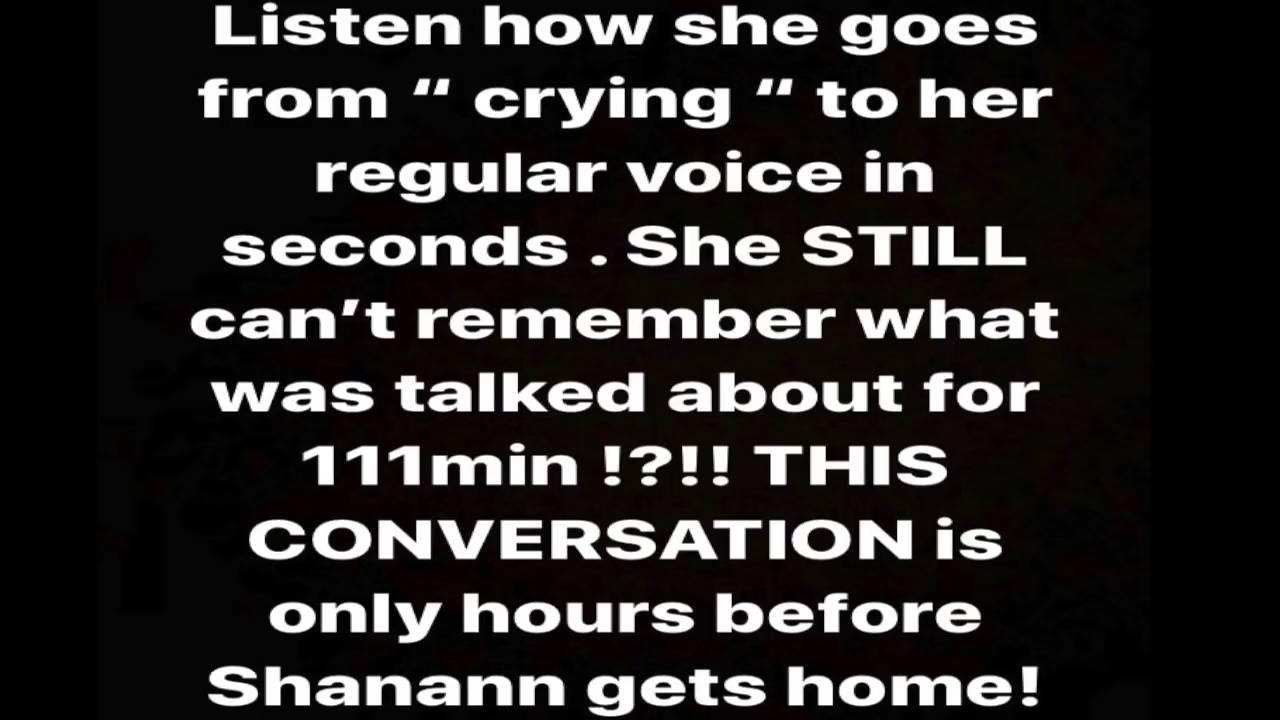 Listen how she goes
from “ crying “ to her
regular voice in
seconds . She STILL
can’t remember what
was talked about for
111min !?!! THIS
CONVERSATION is
only hours before
Shanann gets home!